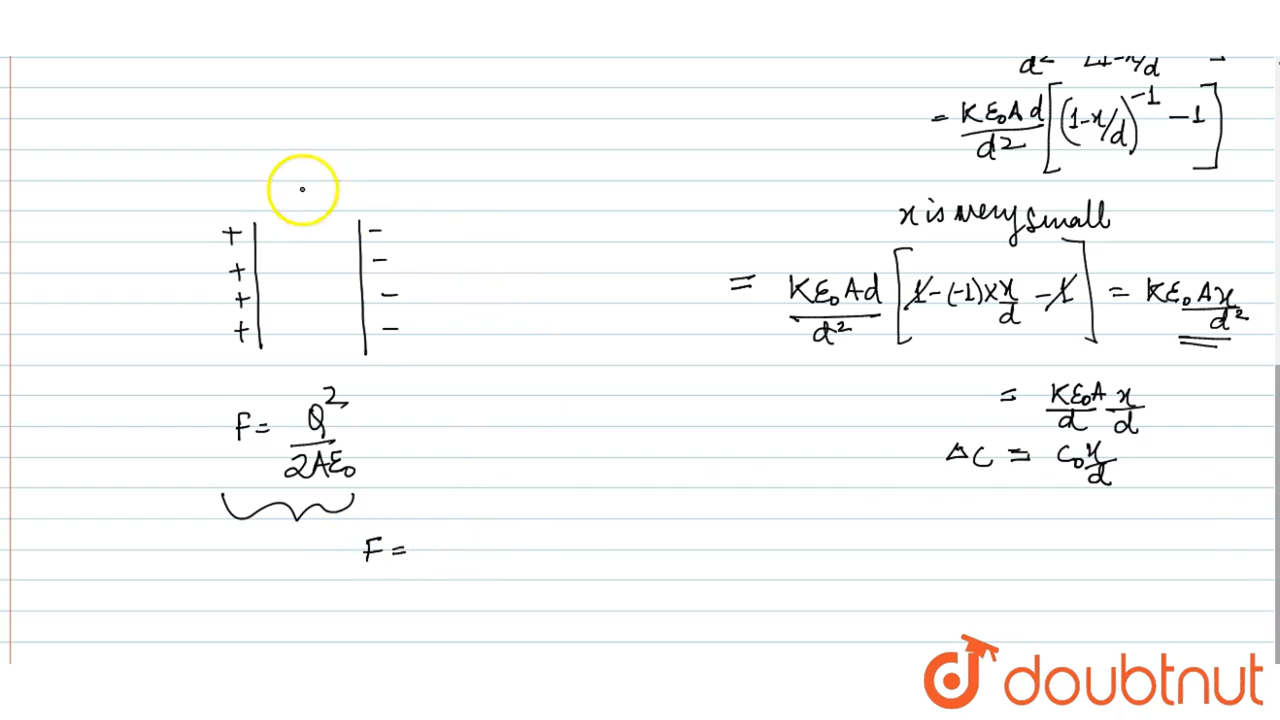 = Kε₀Ad/d² [(1-x/d)⁻¹ - 1]
x is very small
= Kε₀Ad/d² [1 - (-1)×x/d - 1] = Kε₀Ax/d²
= Kε₀A/d x/d
ΔC = C₀x/d
+ -
+ -
+ -
+ -
F = Q²/2Aε₀
F =
doubtnut